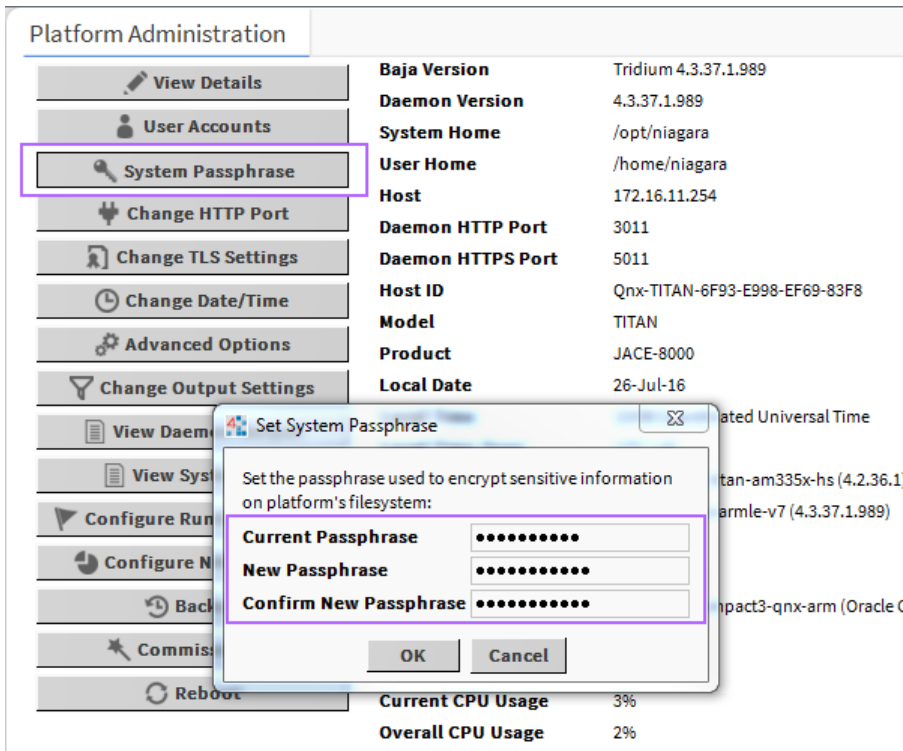 Platform Administration
View Details
User Accounts
System Passphrase
Change HTTP Port
Change TLS Settings
Change Date/Time
Advanced Options
Change Output Settings
View Daem
View Sys
Configure Run
Configure N
Back
Commis
Reboot
Baja Version Tridium 4.3.37.1.989
Daemon Version 4.3.37.1.989
System Home /opt/niagara
User Home /home/niagara
Host 172.16.11.254
Daemon HTTP Port 3011
Daemon HTTPS Port 5011
Host ID Qnx-TITAN-6F93-E998-EF69-83F8
Model TITAN
Product JACE-8000
Local Date 26-Jul-16
ated Universal Time
tan-am335x-hs (4.2.36.1)
armle-v7 (4.3.37.1.989)
npact3-qnx-arm (Oracle
Current CPU Usage 3%
Overall CPU Usage 2%
Set System Passphrase
Set the passphrase used to encrypt sensitive information
on platform's filesystem:
Current Passphrase ••••••••••
New Passphrase •••••••••••
Confirm New Passphrase •••••••••••
OK Cancel